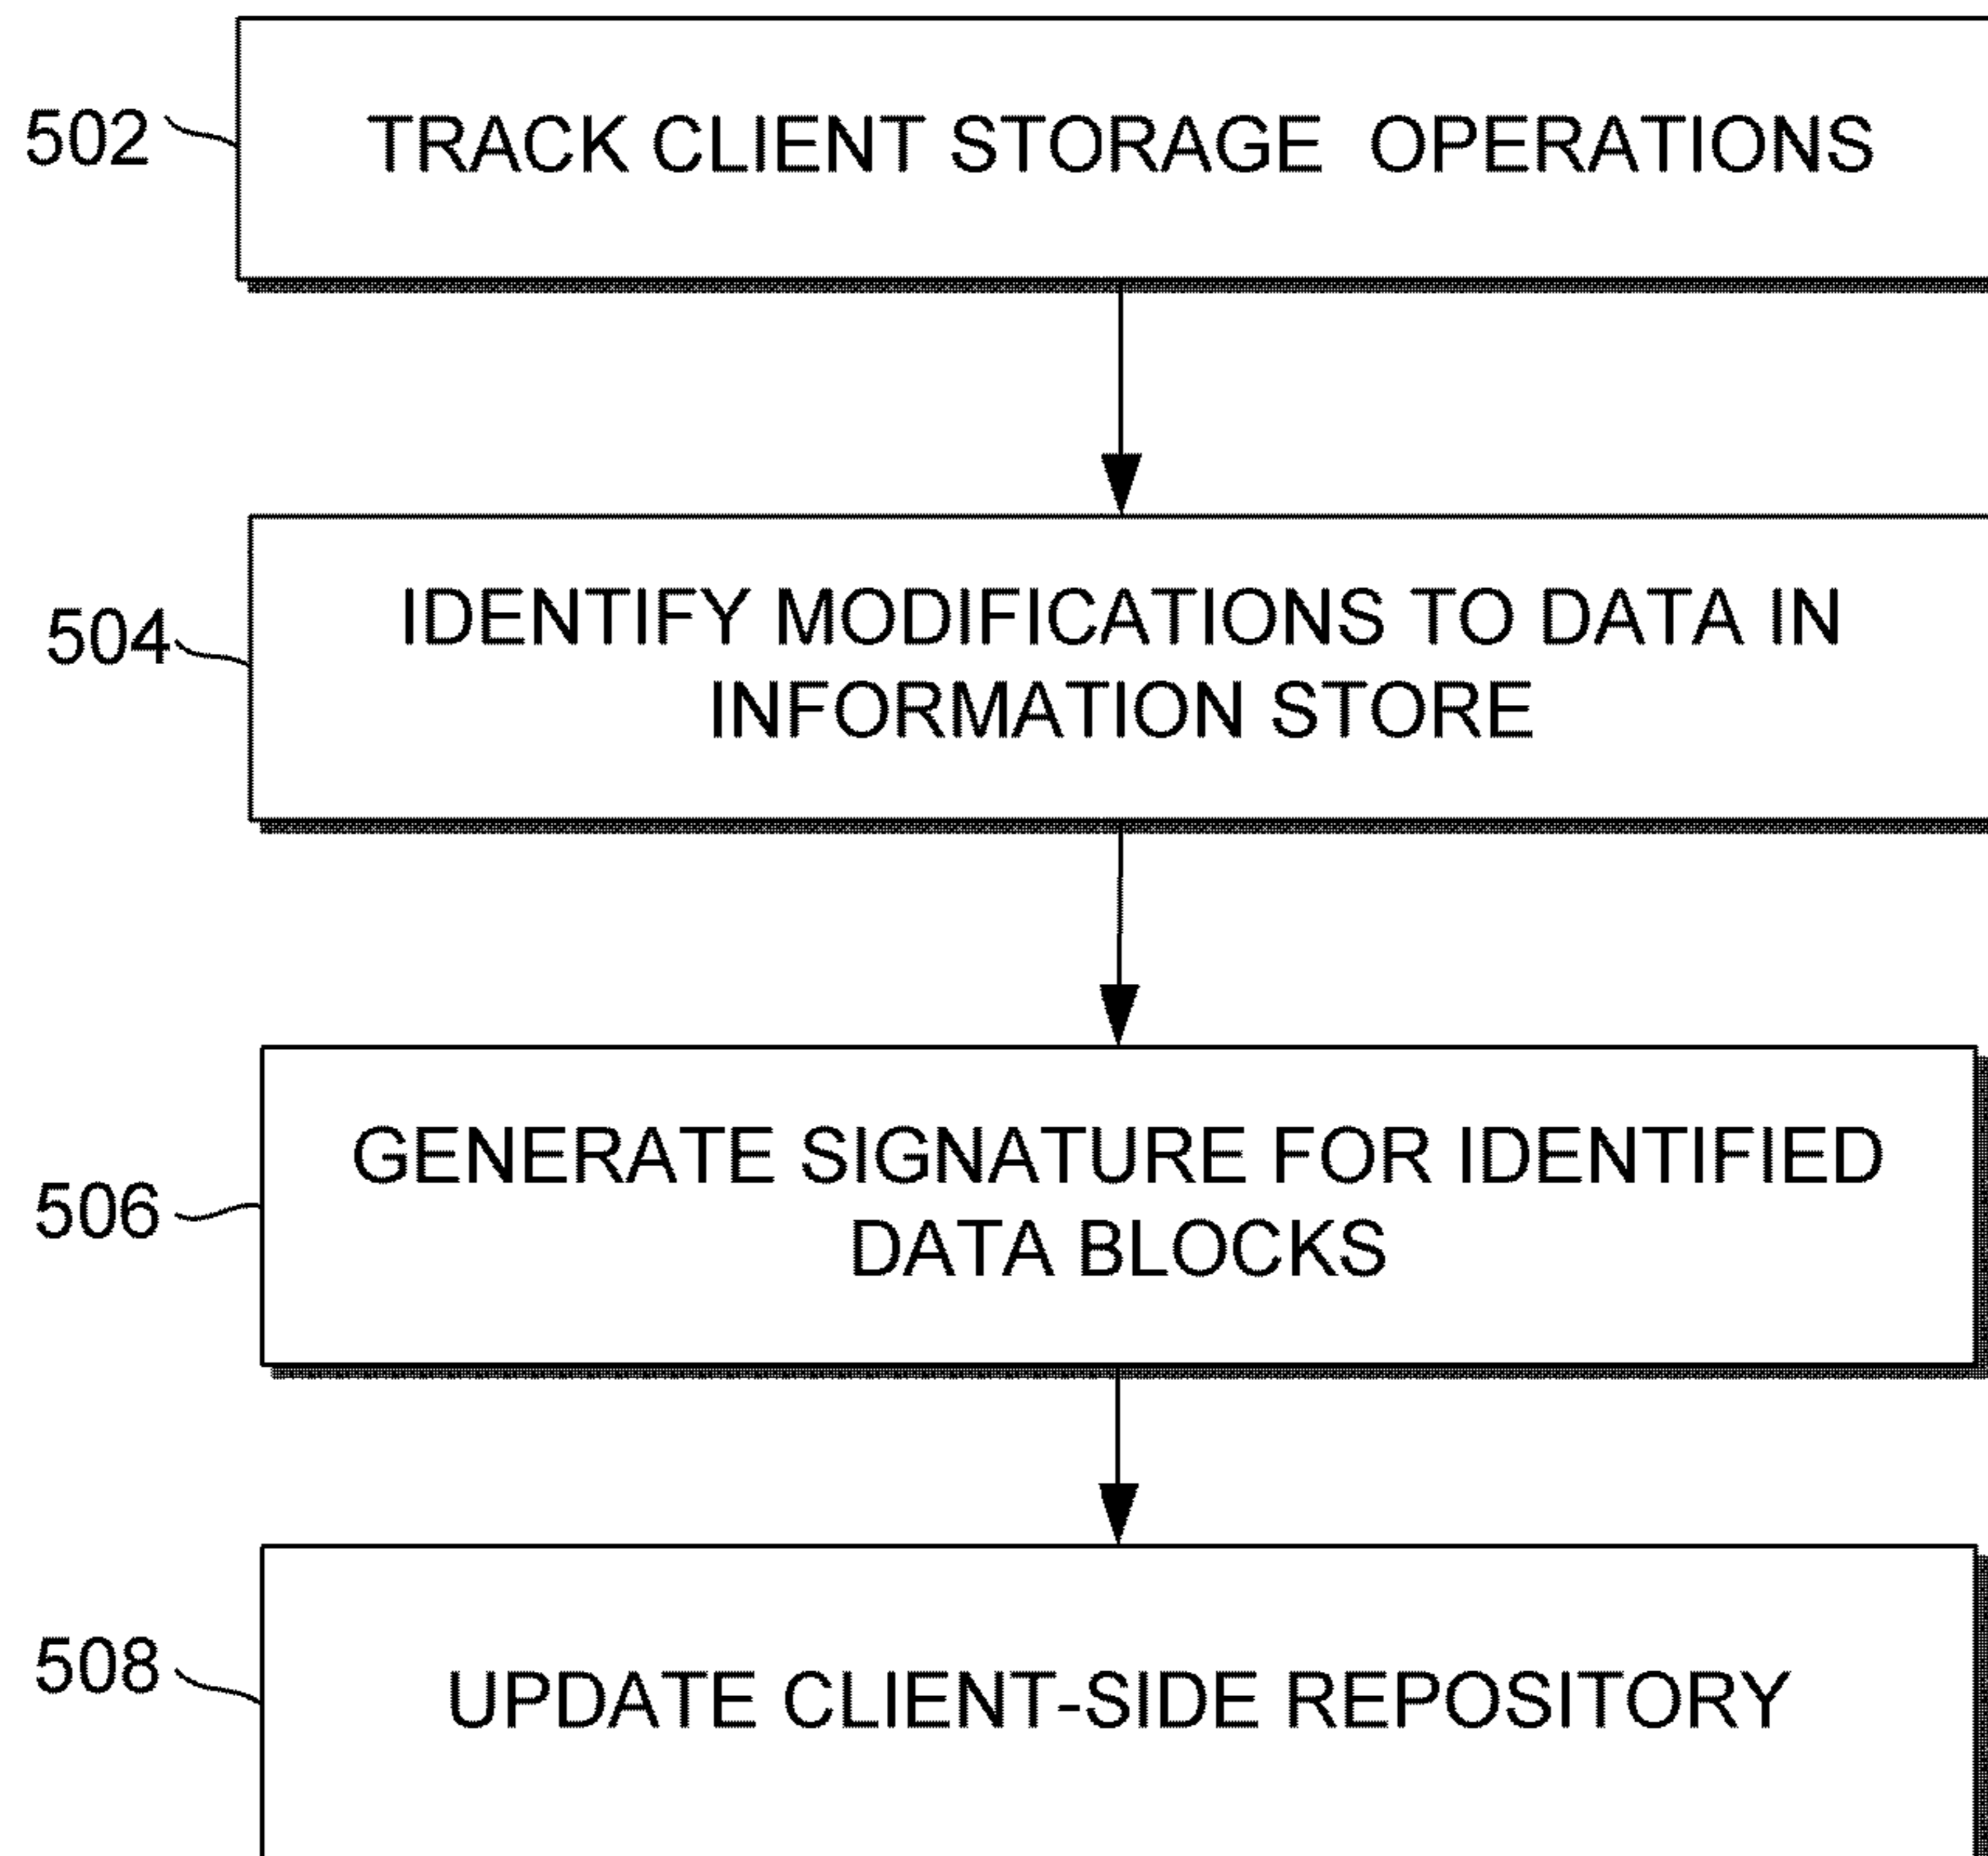 502
TRACK CLIENT STORAGE OPERATIONS
504
IDENTIFY MODIFICATIONS TO DATA IN
INFORMATION STORE
506
GENERATE SIGNATURE FOR IDENTIFIED
DATA BLOCKS
508
UPDATE CLIENT-SIDE REPOSITORY